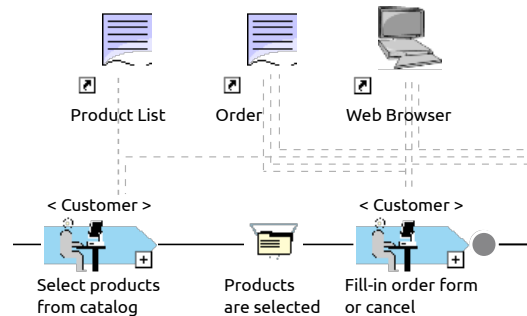 Product List
Order
Web Browser
< Customer >
< Customer >
Select products
from catalog
Products
are selected
Fill-in order form
or cancel